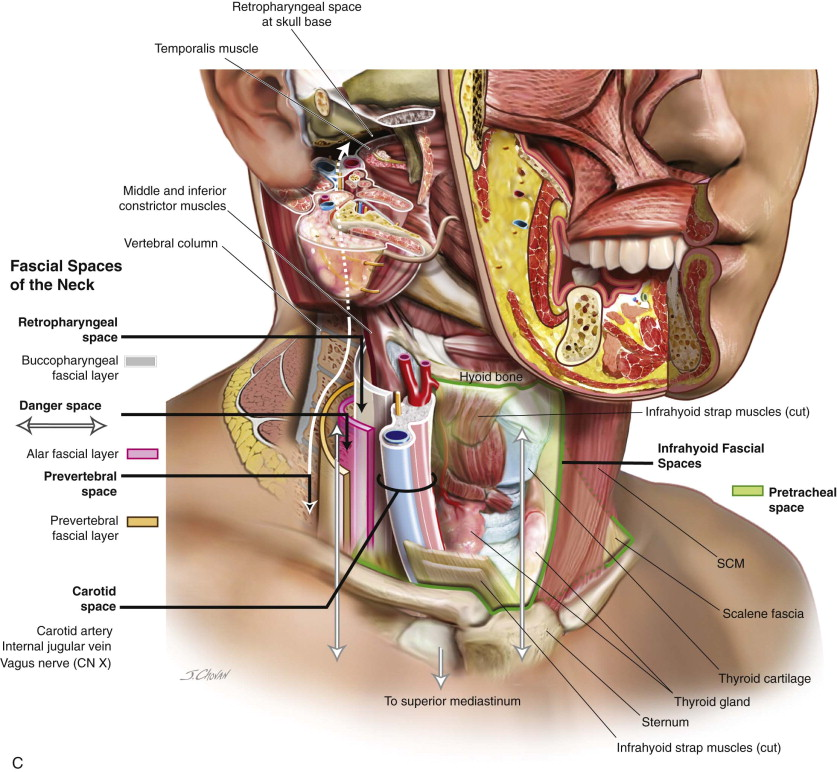 Retropharyngeal space
at skull base
Temporalis muscle
Middle and inferior
constrictor muscles
Vertebral column
Fascial Spaces
of the Neck
Retropharyngeal
space
Buccopharyngeal
fascial layer
Danger space
Alar fascial layer
Prevertebral
space
Prevertebral
fascial layer
Carotid
space
Carotid artery
Internal jugular vein
Vagus nerve (CN X)
Hyoid bone
Infrahyoid strap muscles (cut)
Infrahyoid Fascial
Spaces
Pretracheal
space
SCM
Scalene fascia
Thyroid cartilage
Thyroid gland
Sternum
Infrahyoid strap muscles (cut)
To superior mediastinum
J. CHOVAN
C